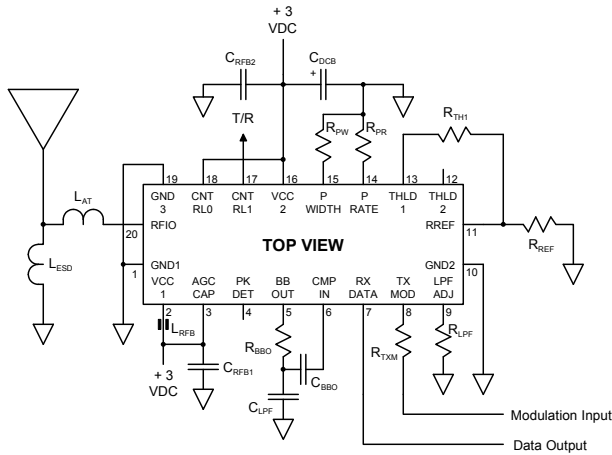 + 3
VDC
CRFB2
CDCB
+
T/R
RPW
RPR
RTH1
19
18
17
16
15
14
13
12
GND
3
CNT
RL0
CNT
RL1
VCC
2
P
WIDTH
P
RATE
THLD
1
THLD
2
LAT
20
RFIO
RREF
11
TOP VIEW
RREF
LESD
1
GND1
GND2
10
VCC
1
AGC
CAP
PK
DET
BB
OUT
CMP
IN
RX
DATA
TX
MOD
LPF
ADJ
2
3
4
5
6
7
8
9
LRFB
RBBO
RTXM
RLPF
+ 3
VDC
CRFB1
CBBO
CLPF
Modulation Input
Data Output